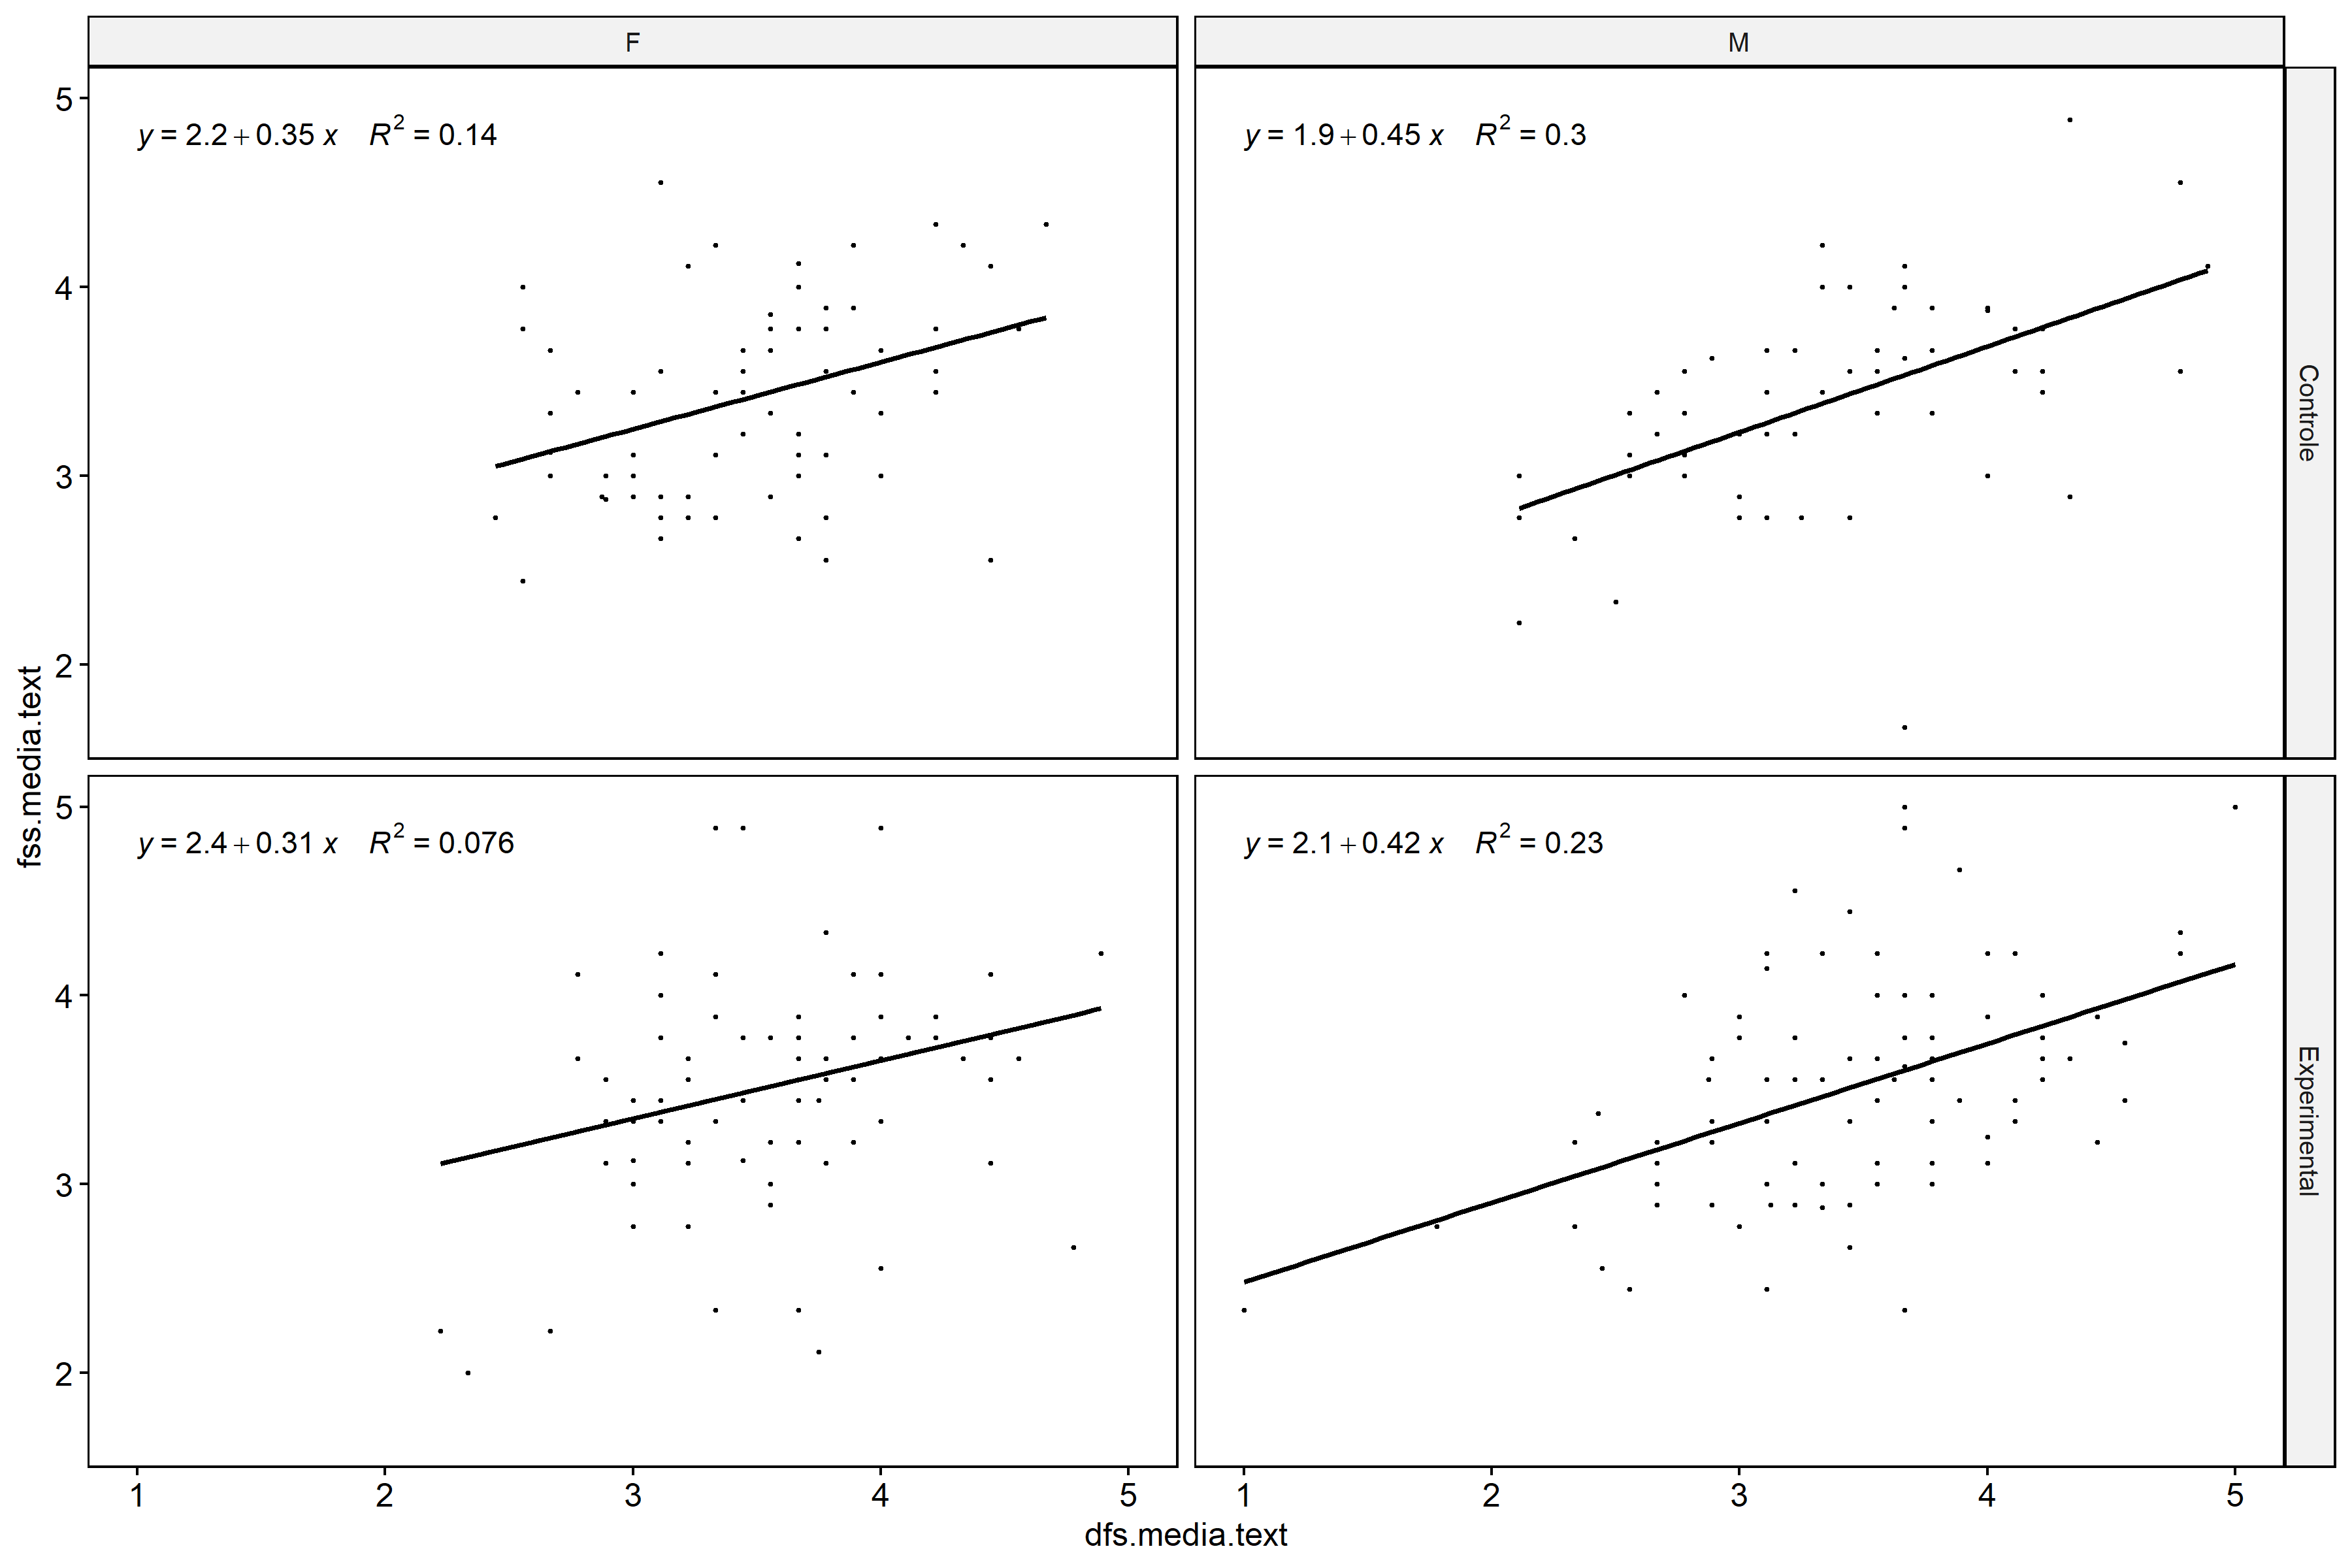 F
M
5
4
3
2
y = 2.2 + 0.35 x R² = 0.14
y = 1.9 + 0.45 x R² = 0.3
Controle
fss.media.text
5
4
3
2
y = 2.4 + 0.31 x R² = 0.076
y = 2.1 + 0.42 x R² = 0.23
Experimental
1 2 3 4 5
1 2 3 4 5
dfs.media.text